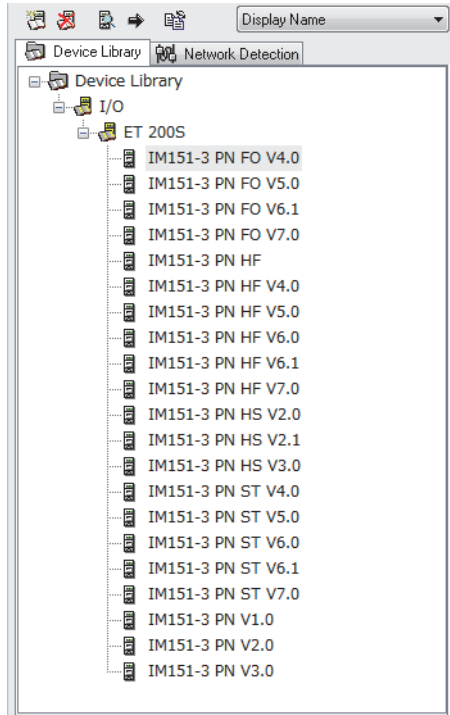 Display Name
Device Library Network Detection
Device Library
I/O
ET 200S
IM151-3 PN FO V4.0
IM151-3 PN FO V5.0
IM151-3 PN FO V6.1
IM151-3 PN FO V7.0
IM151-3 PN HF
IM151-3 PN HF V4.0
IM151-3 PN HF V5.0
IM151-3 PN HF V6.0
IM151-3 PN HF V6.1
IM151-3 PN HF V7.0
IM151-3 PN HS V2.0
IM151-3 PN HS V2.1
IM151-3 PN HS V3.0
IM151-3 PN ST V4.0
IM151-3 PN ST V5.0
IM151-3 PN ST V6.0
IM151-3 PN ST V6.1
IM151-3 PN ST V7.0
IM151-3 PN V1.0
IM151-3 PN V2.0
IM151-3 PN V3.0